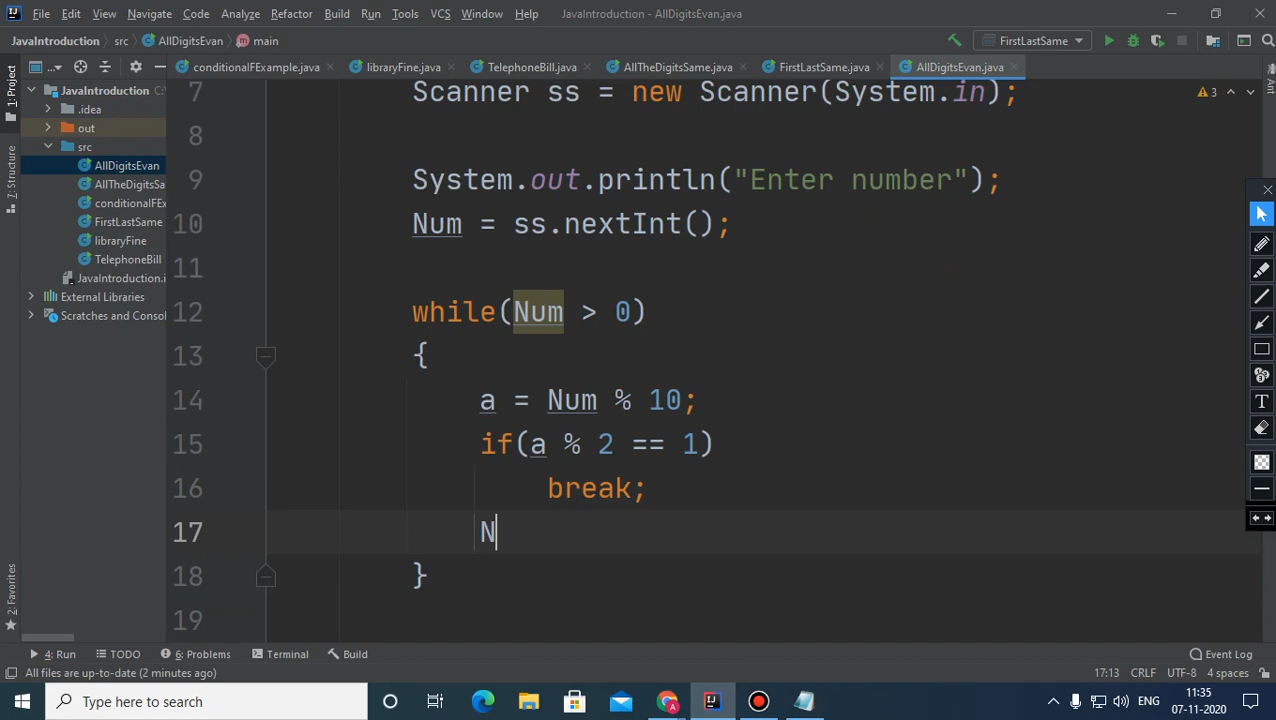 File Edit View Navigate Code Analyze Refactor Build Run Tools VCS Window Help JavaIntroduction - AllDigitsEvan.java
JavaIntroduction src AllDigitsEvan main FirstLastSame
conditionalFExample.java libraryFine.java TelephoneBill.java AllTheDigitsSame.java FirstLastSame.java AllDigitsEvan.java
1: Project
JavaIntroduction C:\
.idea
out
src
AllDigitsEvan
AllTheDigitsSa
conditionalFEx
FirstLastSame
libraryFine
TelephoneBill
JavaIntroduction.i
External Libraries
Scratches and Consol
7: Structure
2: Favorites
Ant
3
7 Scanner ss = new Scanner(System.in);
8
9 System.out.println("Enter number");
10 Num = ss.nextInt();
11
12 while(Num > 0)
13 {
14 a = Num % 10;
15 if(a % 2 == 1)
16 break;
17 N
18 }
19
4: Run TODO 6: Problems Terminal Build Event Log
All files are up-to-date (2 minutes ago) 17:13 CRLF UTF-8 4 spaces
Type here to search ENG 11:35
07-11-2020